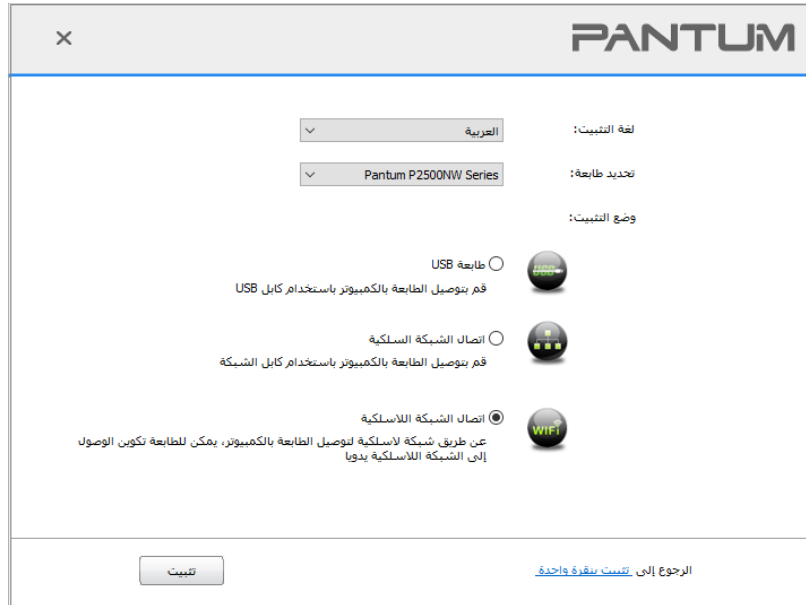 PANTUM
لغة التثبيت:
العربية
تحديد طابعة:
Pantum P2500NW Series
وضع التثبيت:
USB
طابعة USB
قم بتوصيل الطابعة بالكمبيوتر باستخدام كابل USB
اتصال الشبكة السلكية
قم بتوصيل الطابعة بالكمبيوتر باستخدام كابل الشبكة
WiFi
اتصال الشبكة اللاسلكية
عن طريق شبكة لاسلكية لتوصيل الطابعة بالكمبيوتر، يمكن للطابعة تكوين الوصول
إلى الشبكة اللاسلكية يدويا
الرجوع إلى تثبيت بنقرة واحدة
تثبيت